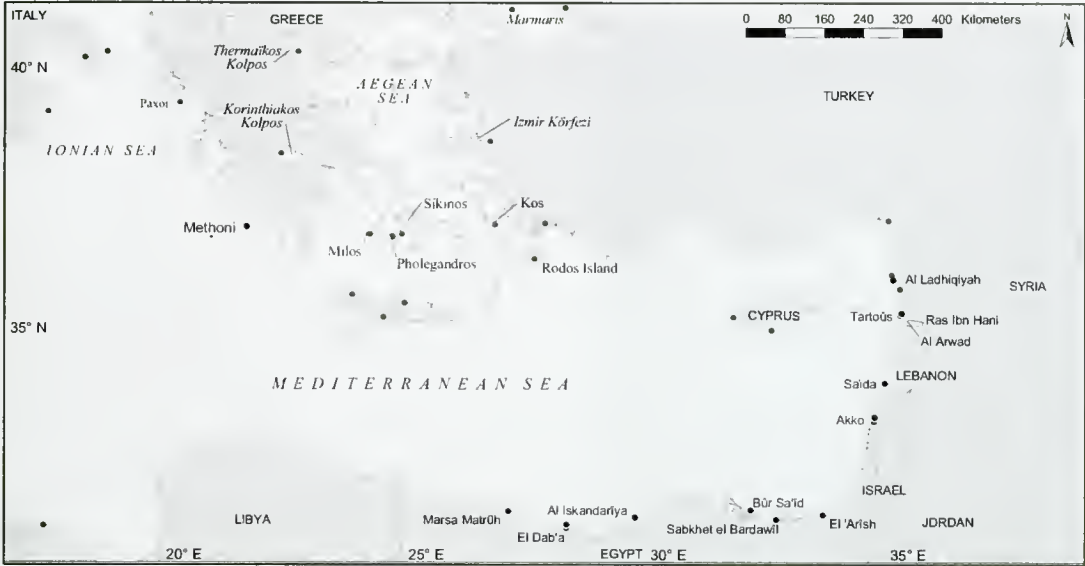 ITALY
GREECE
Marmaris
0 80 160 240 320 400 Kilometers
N
Thermaïkos
Kolpos
40° N
AEGEAN
SEA
TURKEY
Paxoi
Korinthiakos
Kolpos
Izmir Körfezi
IONIAN SEA
Sikinos
Kos
Methoni
Milos
Pholegandros
Rodos Island
Al Ladhiqiyah
SYRIA
35° N
CYPRUS
Tartoûs
Ras Ibn Hani
Al Arwad
MEDITERRANEAN SEA
Saïda
LEBANON
Akko
ISRAEL
Bûr Sa'îd
LIBYA
Marsa Matrûh
Al Iskandarîya
El Dab'a
Sabkhet el Bardawîl
El 'Arîsh
JORDAN
20° E
25° E
EGYPT
30° E
35° E